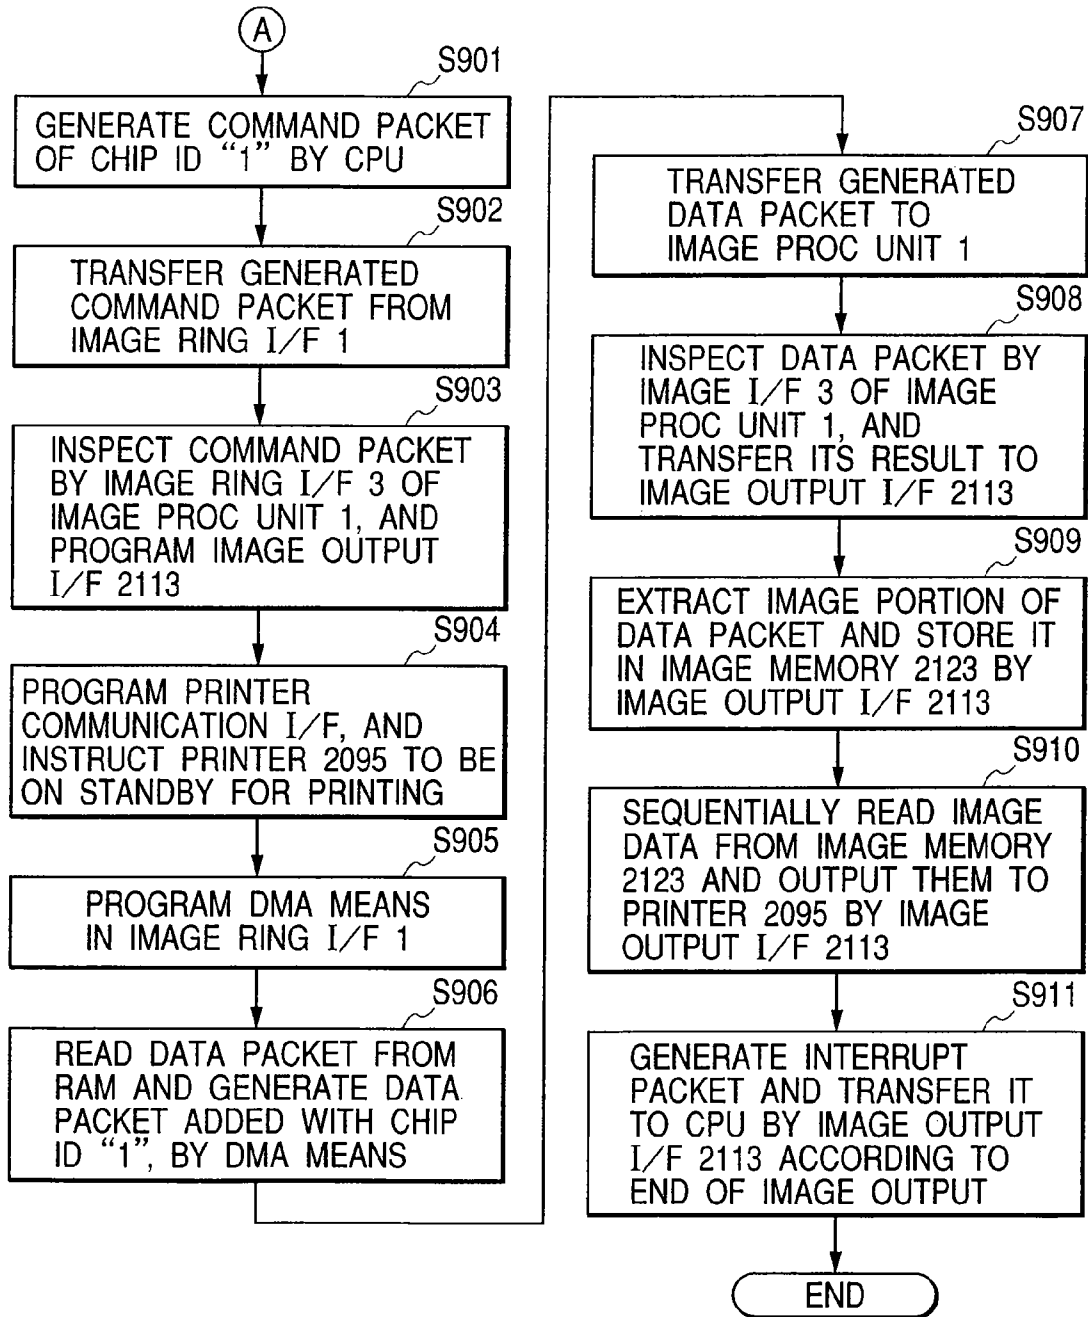 A
S901
GENERATE COMMAND PACKET
OF CHIP ID “1” BY CPU
S902
TRANSFER GENERATED
COMMAND PACKET FROM
IMAGE RING I/F 1
S903
INSPECT COMMAND PACKET
BY IMAGE RING I/F 3 OF
IMAGE PROC UNIT 1, AND
PROGRAM IMAGE OUTPUT
I/F 2113
S904
PROGRAM PRINTER
COMMUNICATION I/F, AND
INSTRUCT PRINTER 2095 TO BE
ON STANDBY FOR PRINTING
S905
PROGRAM DMA MEANS
IN IMAGE RING I/F 1
S906
READ DATA PACKET FROM
RAM AND GENERATE DATA
PACKET ADDED WITH CHIP
ID “1”, BY DMA MEANS
S907
TRANSFER GENERATED
DATA PACKET TO
IMAGE PROC UNIT 1
S908
INSPECT DATA PACKET BY
IMAGE I/F 3 OF IMAGE
PROC UNIT 1, AND
TRANSFER ITS RESULT TO
IMAGE OUTPUT I/F 2113
S909
EXTRACT IMAGE PORTION OF
DATA PACKET AND STORE IT
IN IMAGE MEMORY 2123 BY
IMAGE OUTPUT I/F 2113
S910
SEQUENTIALLY READ IMAGE
DATA FROM IMAGE MEMORY
2123 AND OUTPUT THEM TO
PRINTER 2095 BY IMAGE
OUTPUT I/F 2113
S911
GENERATE INTERRUPT
PACKET AND TRANSFER IT
TO CPU BY IMAGE OUTPUT
I/F 2113 ACCORDING TO
END OF IMAGE OUTPUT
END